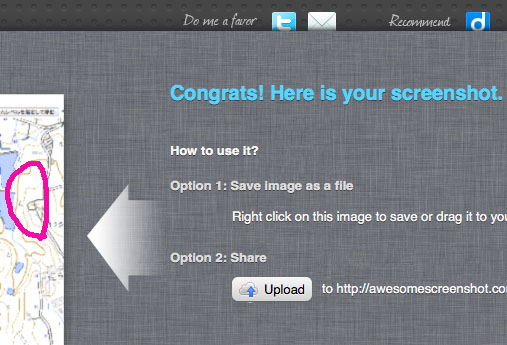 Do me a favor
Recommend
Congrats! Here is your screenshot.
How to use it?
Option 1: Save image as a file
Right click on this image to save or drag it to you
Option 2: Share
Upload to http://awesomescreenshot.co